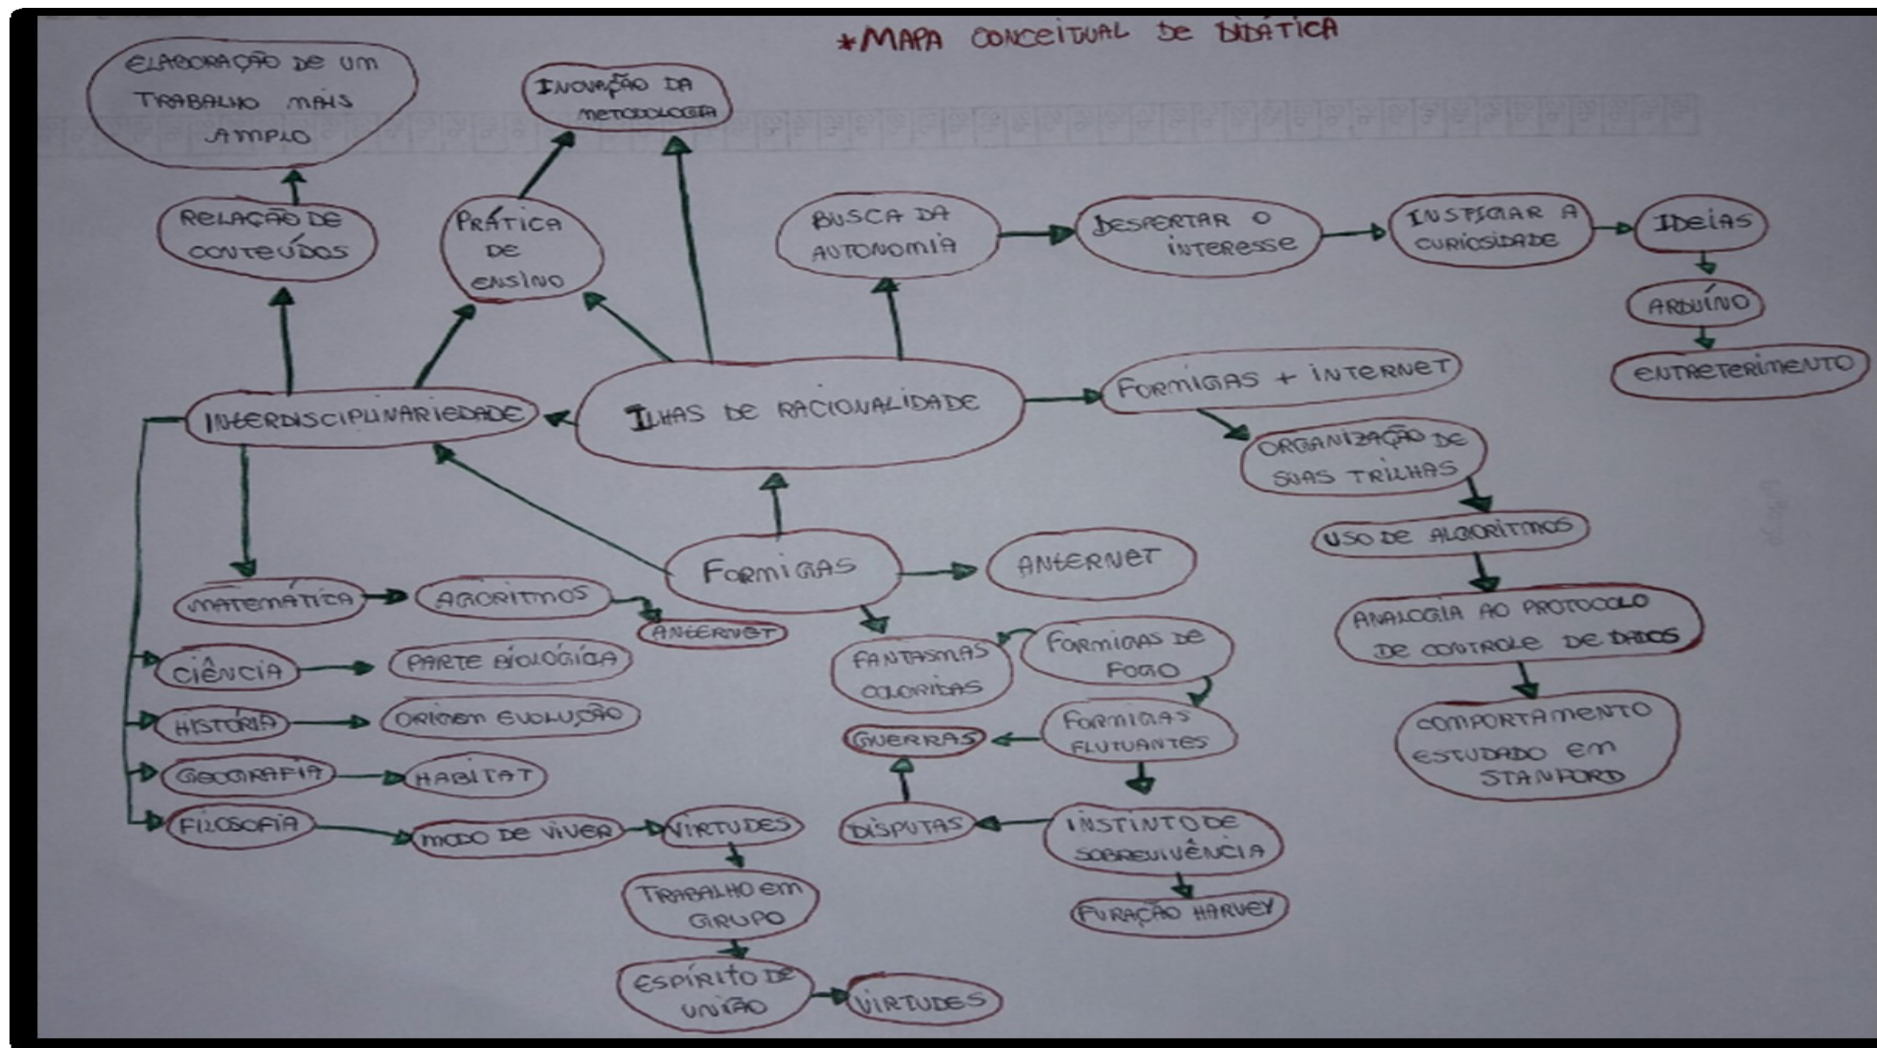 *MAPA CONCEITUAL DE DIDÁTICA
ELABORAÇÃO DE UM
TRABALHO MAIS
AMPLO
INOVAÇÃO DA
METODOLOGIA
RELAÇÃO DE
CONTEÚDOS
PRÁTICA
DE
ENSINO
BUSCA DA
AUTONOMIA
DESPERTAR O
INTERESSE
INSTIGAR A
CURIOSIDADE
IDEIAS
ARDUÍNO
ENTRETERIMENTO
INTERDISCIPLINARIEDADE
ILHAS DE RACIONALIDADE
FORMIGAS + INTERNET
ORGANIZAÇÃO DE
SUAS TRILHAS
USO DE ALGORITMOS
ANALOGIA AO PROTOCOLO
DE CONTROLE DE DADOS
COMPORTAMENTO
ESTUDADO EM
STANFORD
FORMIGAS
ANTERNET
MATEMÁTICA
AGORITMOS
ANTERNET
CIÊNCIA
PARTE BIOLÓGICA
HISTÓRIA
ORIGEM EVOLUÇÃO
GEOGRAFIA
HABITAT
FILOSOFIA
MODO DE VIVER
VIRTUDES
TRABALHO EM
GRUPO
ESPÍRITO DE
UNIÃO
VIRTUDES
FANTASMAS
COLORIDAS
FORMIGAS DE
FOGO
FORMIGAS
FLUTUANTES
GUERRAS
DISPUTAS
INSTINTO DE
SOBREVIVÊNCIA
FURAÇÃO HARVEY